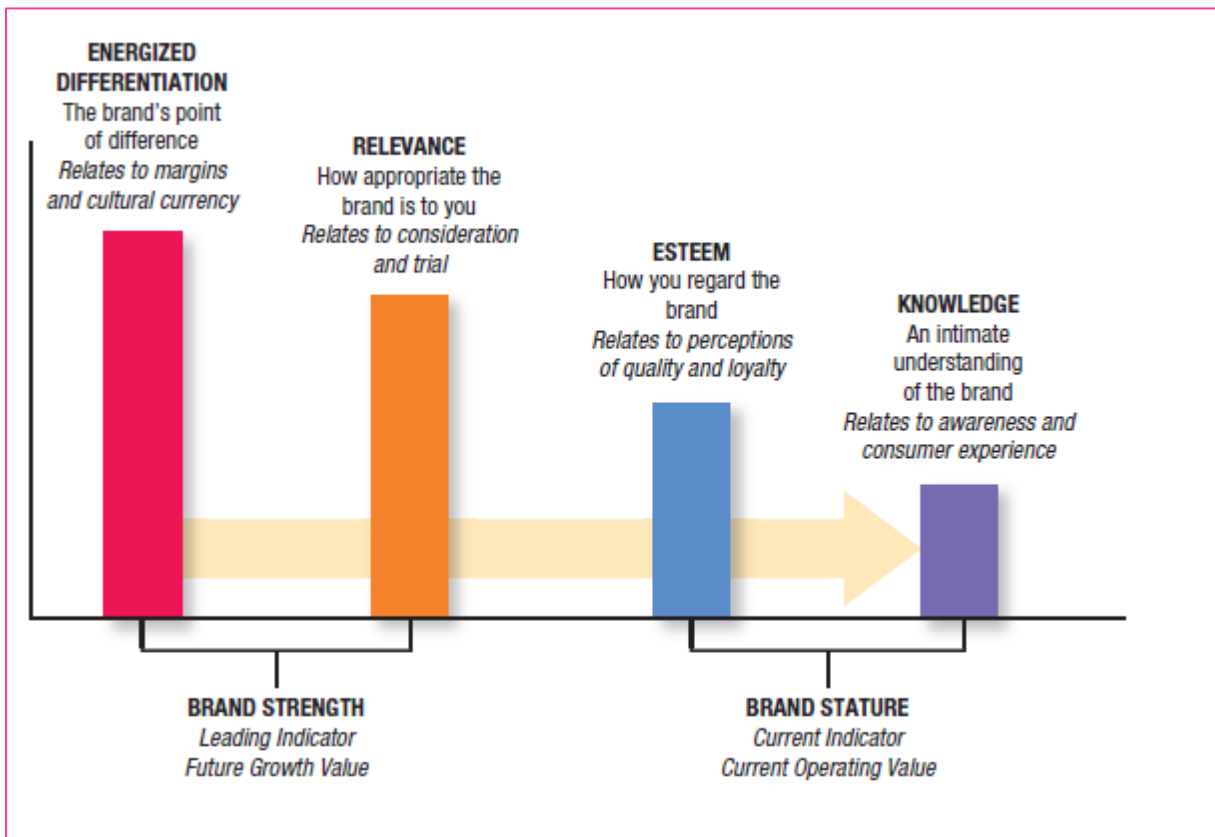 ENERGIZED
DIFFERENTIATION
The brand's point
of difference
Relates to margins
and cultural currency
RELEVANCE
How appropriate the
brand is to you
Relates to consideration
and trial
ESTEEM
How you regard the
brand
Relates to perceptions
of quality and loyalty
KNOWLEDGE
An intimate
understanding
of the brand
Relates to awareness and
consumer experience
BRAND STRENGTH
Leading Indicator
Future Growth Value
BRAND STATURE
Current Indicator
Current Operating Value